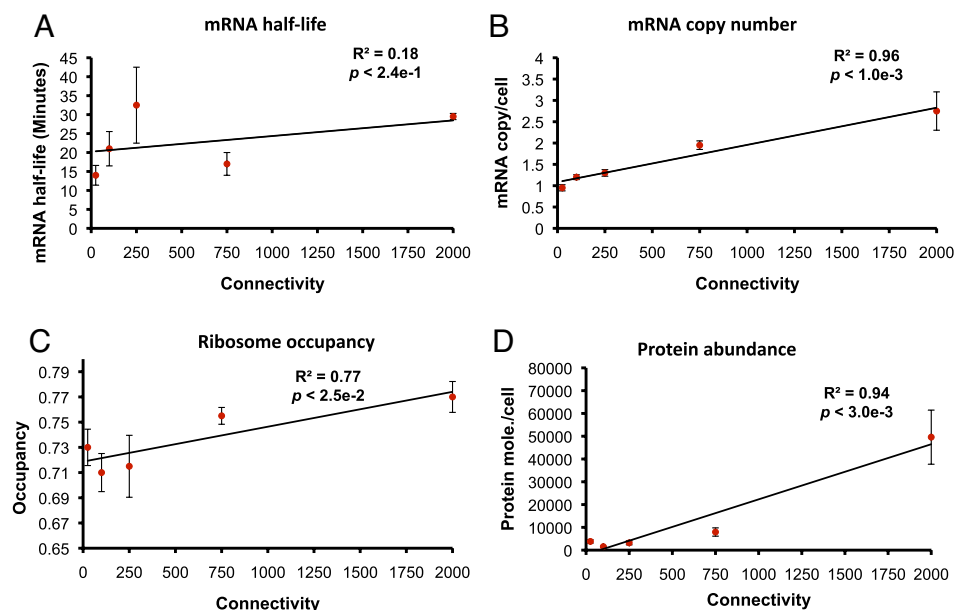 A
mRNA half-life
R² = 0.18
p < 2.4e-1
mRNA half-life (Minutes)
45
40
35
30
25
20
15
10
5
0
0 250 500 750 1000 1250 1500 1750 2000
Connectivity
B
mRNA copy number
R² = 0.96
p < 1.0e-3
mRNA copy/cell
4
3.5
3
2.5
2
1.5
1
0.5
0
0 250 500 750 1000 1250 1500 1750 2000
Connectivity
C
Ribosome occupancy
R² = 0.77
p < 2.5e-2
Occupancy
0.79
0.77
0.75
0.73
0.71
0.69
0.67
0.65
0 250 500 750 1000 1250 1500 1750 2000
Connectivity
D
Protein abundance
R² = 0.94
p < 3.0e-3
Protein mole./cell
80000
70000
60000
50000
40000
30000
20000
10000
0
0 250 500 750 1000 1250 1500 1750 2000
Connectivity